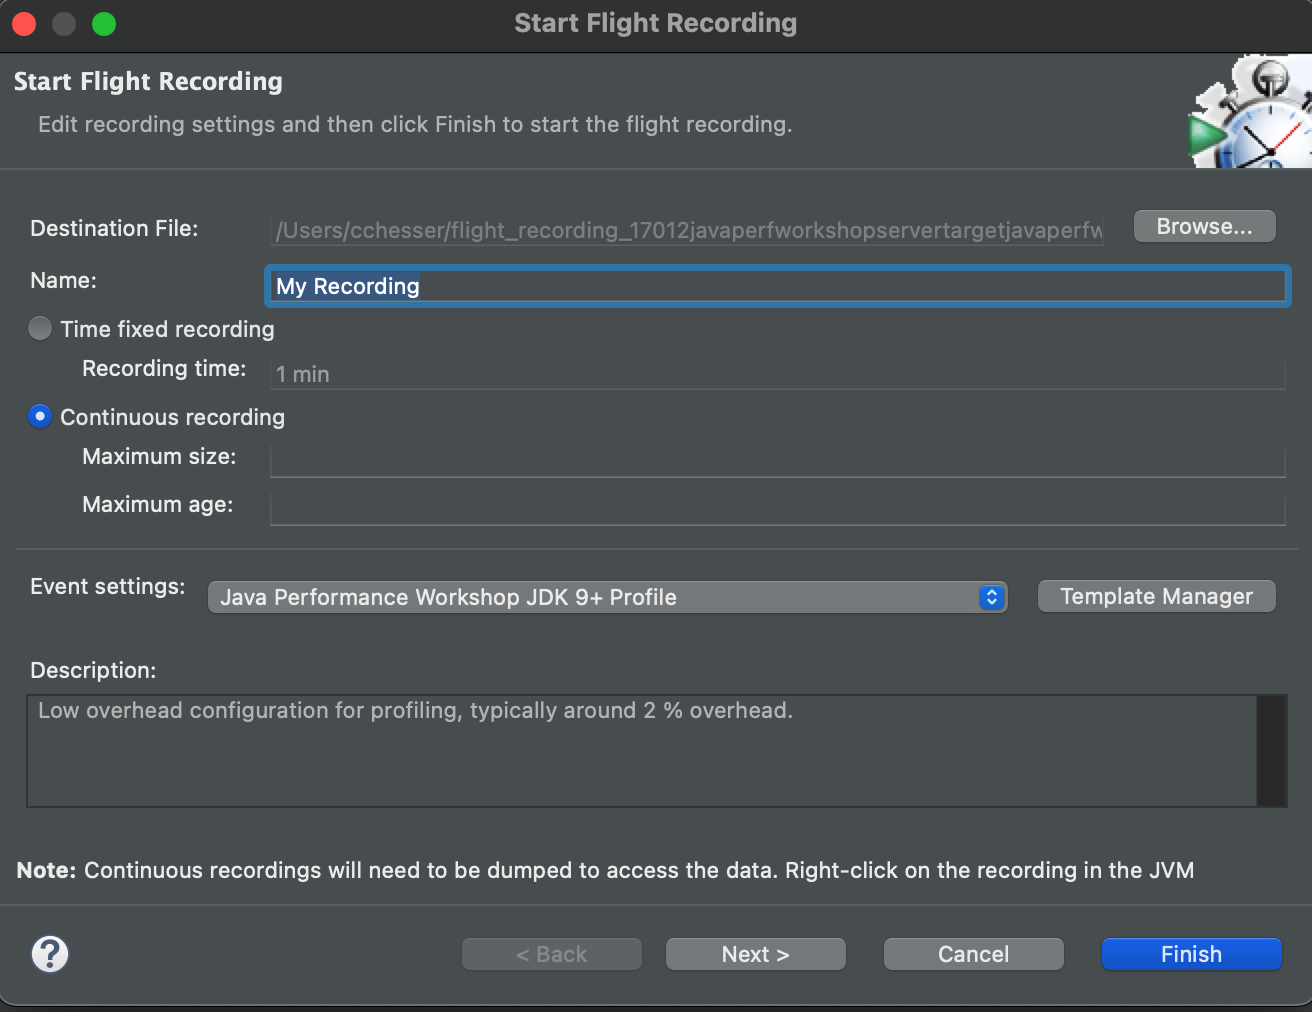 Start Flight Recording
Start Flight Recording
Edit recording settings and then click Finish to start the flight recording.
Destination File: /Users/cchesser/flight_recording_17012javaperfworkshopservertargetjavaperfw Browse...
Name: My Recording
Time fixed recording
Recording time: 1 min
Continuous recording
Maximum size:
Maximum age:
Event settings: Java Performance Workshop JDK 9+ Profile Template Manager
Description:
Low overhead configuration for profiling, typically around 2 % overhead.
Note: Continuous recordings will need to be dumped to access the data. Right-click on the recording in the JVM
? < Back Next > Cancel Finish